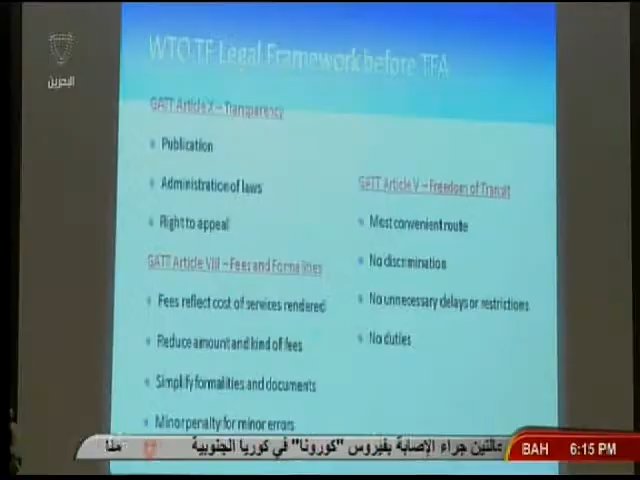 البحرين
WTO TF Legal Framework before TFA
GATT Article X – Transparency
Publication
Administration of laws
Right to appeal
GATT Article VIII – Fees and Formalities
Fees reflect cost of services rendered
Reduce amount and kind of fees
Simplify formalities and documents
Minor penalty for minor errors
GATT Article V – Freedom of Transit
Most convenient route
No discrimination
No unnecessary delays or restrictions
No duties
جراء الإصابة بفيروس "كورونا" في كوريا الجنوبية
BAH 6:15 PM